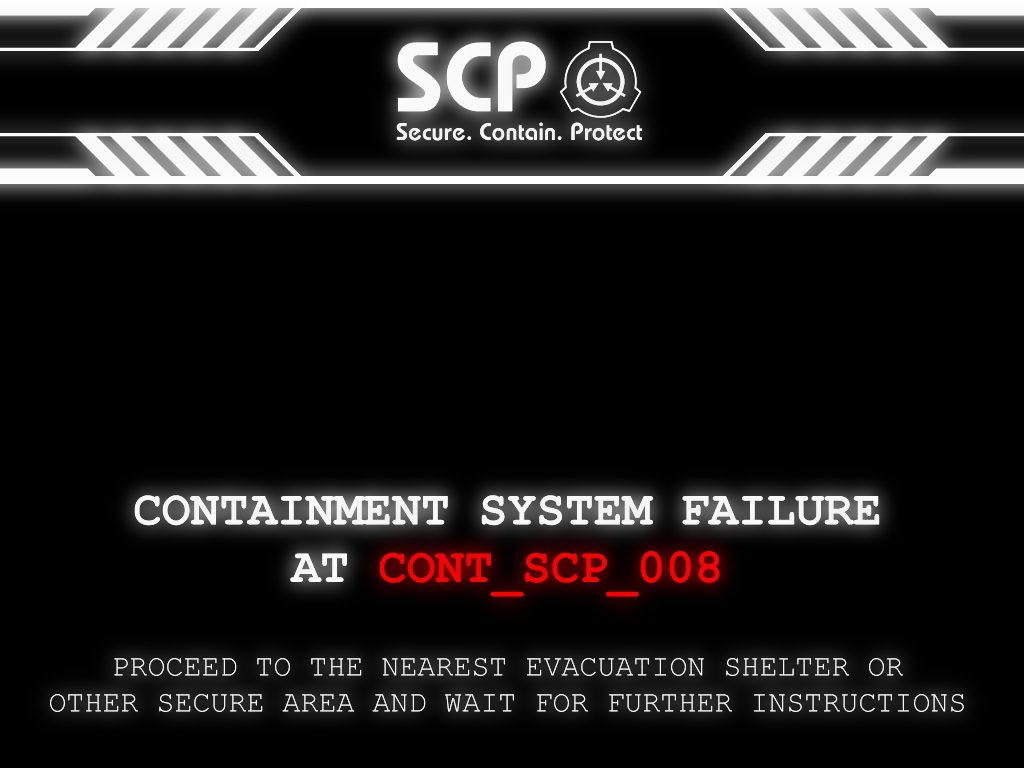 SCP
Secure. Contain. Protect
CONTAINMENT SYSTEM FAILURE
AT CONT_SCP_008
PROCEED TO THE NEAREST EVACUATION SHELTER OR
OTHER SECURE AREA AND WAIT FOR FURTHER INSTRUCTIONS